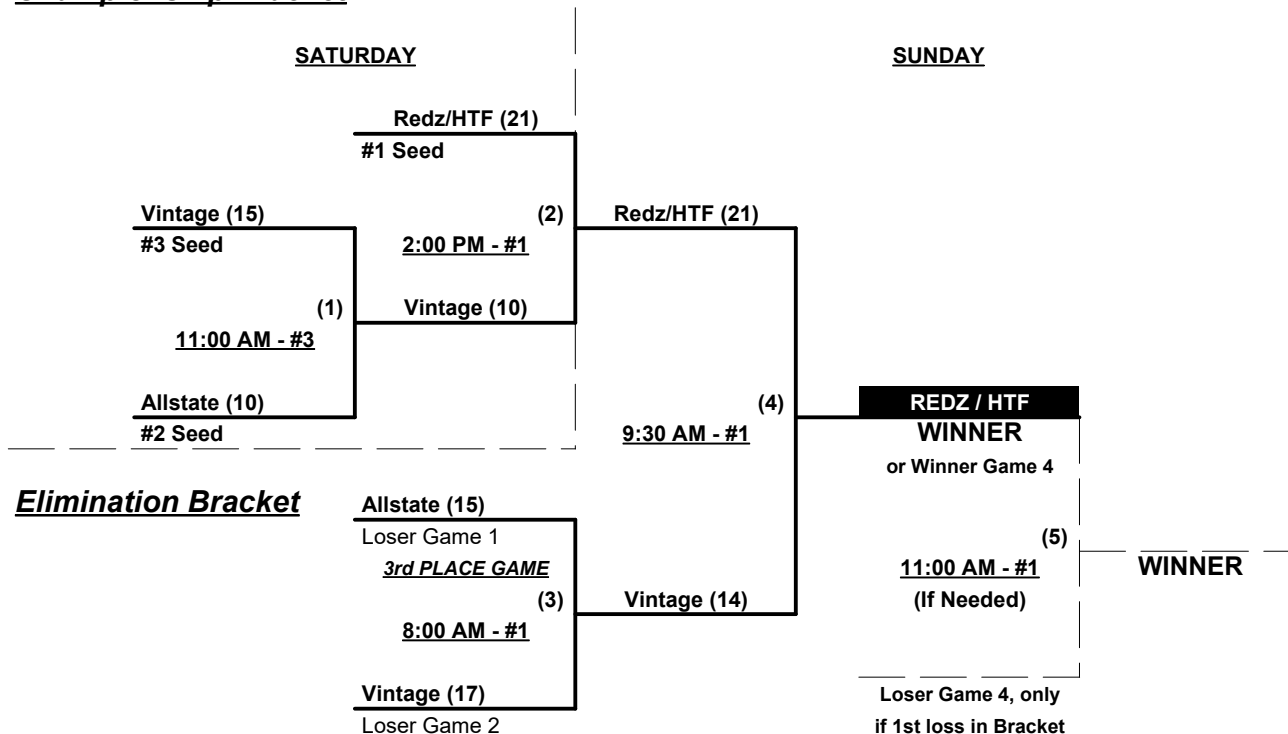 SATURDAY
SUNDAY
Redz/HTF (21)
#1 Seed
Vintage (15)
#3 Seed
(2)
2:00 PM - #1
Redz/HTF (21)
(1)
11:00 AM - #3
Vintage (10)
Allstate (10)
#2 Seed
(4)
9:30 AM - #1
REDZ / HTF
WINNER
or Winner Game 4
Elimination Bracket
Allstate (15)
Loser Game 1
3rd PLACE GAME
(3)
8:00 AM - #1
Vintage (14)
(5)
11:00 AM - #1
(If Needed)
WINNER
Vintage (17)
Loser Game 2
Loser Game 4, only
if 1st loss in Bracket